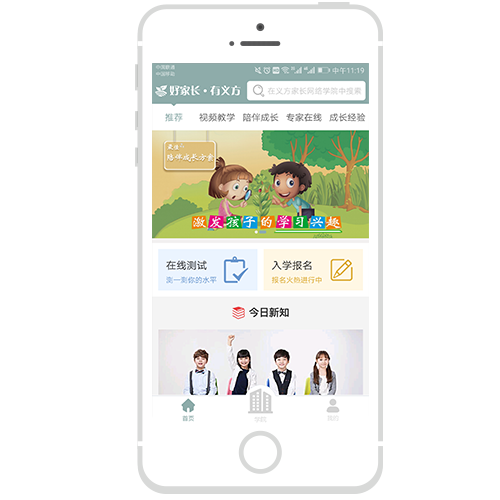 中国联通
中国移动
中午11:19
好家长·有义方
在义方家长网络学院中搜索
推荐 视频教学 陪伴成长 专家在线 成长经验
陪伴成长方案
激发孩子的学习兴趣
在线测试
测一测你的水平
入学报名
报名火热进行中
今日新知
首页
学院
我的